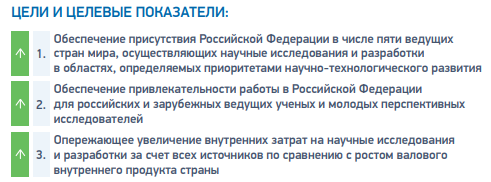 ЦЕЛИ И ЦЕЛЕВЫЕ ПОКАЗАТЕЛИ:
1. Обеспечение присутствия Российской Федерации в числе пяти ведущих
стран мира, осуществляющих научные исследования и разработки
в областях, определяемых приоритетами научно-технологического развития
2. Обеспечение привлекательности работы в Российской Федерации
для российских и зарубежных ведущих ученых и молодых перспективных
исследователей
3. Опережающее увеличение внутренних затрат на научные исследования
и разработки за счет всех источников по сравнению с ростом валового
внутреннего продукта страны